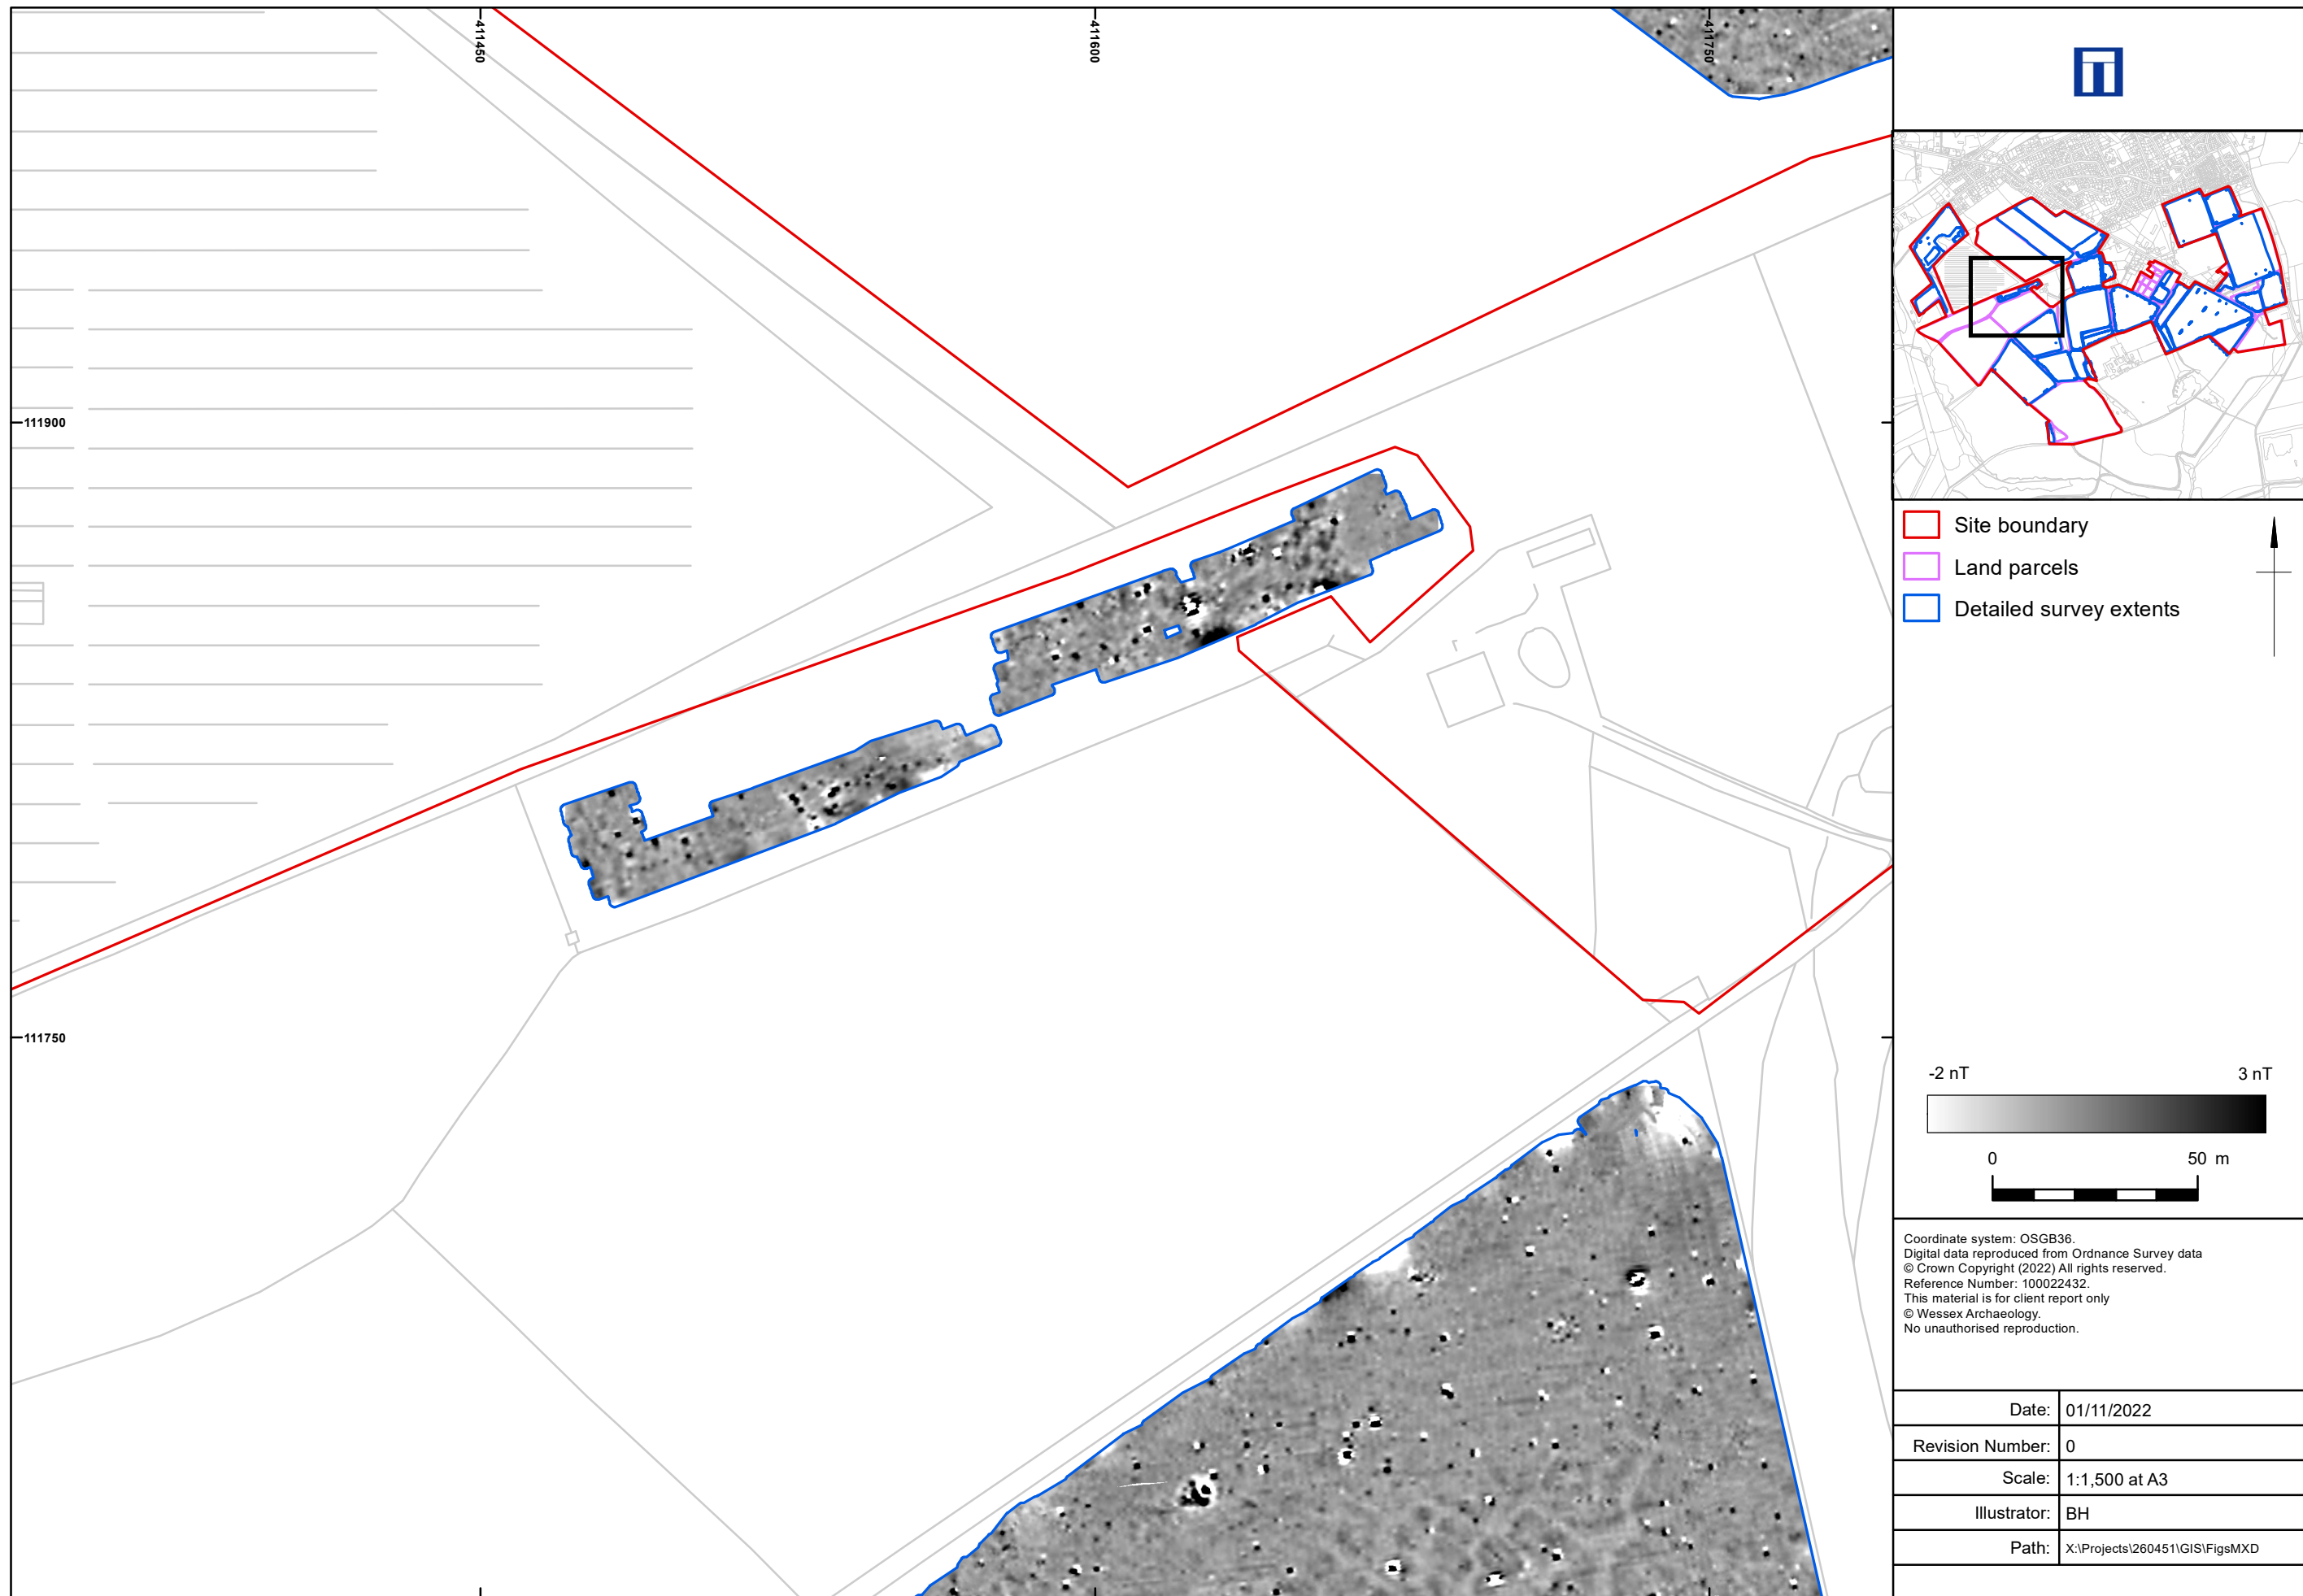 411450
411600
411750
111900
111750
Site boundary
Land parcels
Detailed survey extents
-2 nT
3 nT
0
50 m
Coordinate system: OSGB36.
Digital data reproduced from Ordnance Survey data
© Crown Copyright (2022) All rights reserved.
Reference Number: 100022432.
This material is for client report only
© Wessex Archaeology.
No unauthorised reproduction.
Date: 01/11/2022
Revision Number: 0
Scale: 1:1,500 at A3
Illustrator: BH
Path: X:\Projects\260451\GIS\FigsMXD